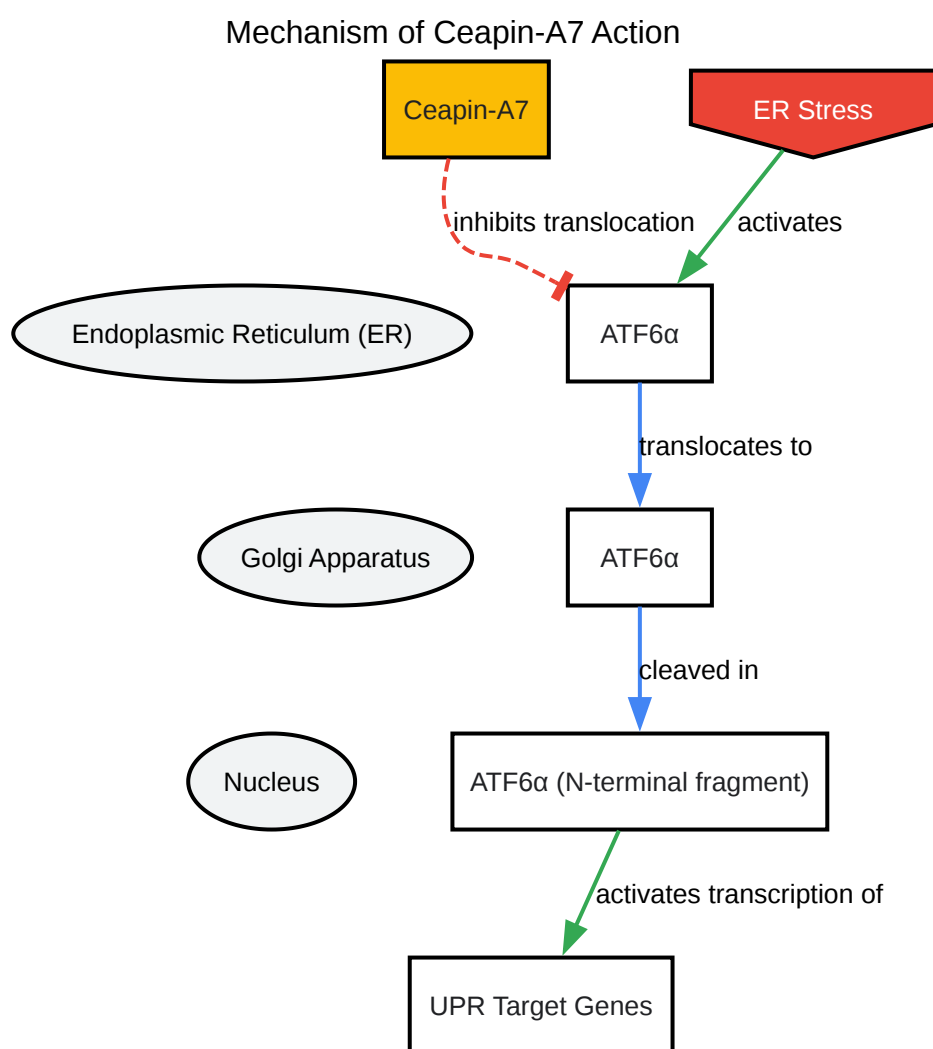 Mechanism of Ceapin-A7 Action
Ceapin-A7
ER Stress
inhibits translocation
activates
Endoplasmic Reticulum (ER)
ATF6α
translocates to
Golgi Apparatus
ATF6α
cleaved in
Nucleus
ATF6α (N-terminal fragment)
activates transcription of
UPR Target Genes